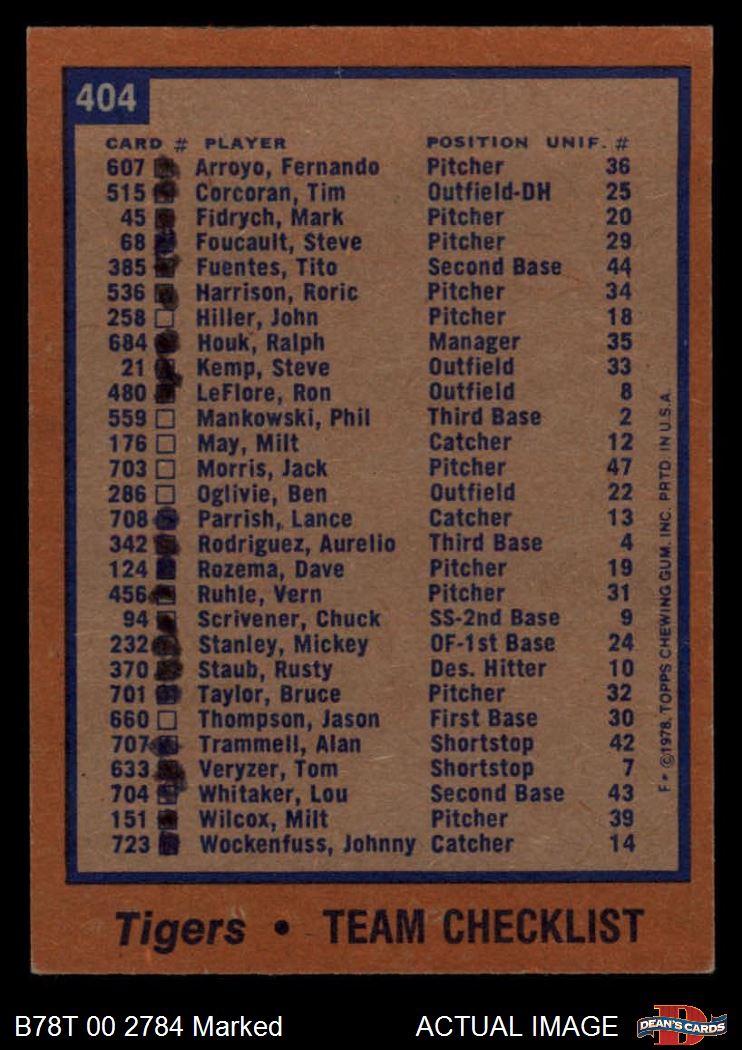 404
CARD # PLAYER POSITION UNIF. #
607 Arroyo, Fernando Pitcher 36
515 Corcoran, Tim Outfield-DH 25
45 Fidrych, Mark Pitcher 20
68 Foucault, Steve Pitcher 29
385 Fuentes, Tito Second Base 44
536 Harrison, Roric Pitcher 34
258 Hiller, John Pitcher 18
684 Houk, Ralph Manager 35
21 Kemp, Steve Outfield 33
480 LeFlore, Ron Outfield 8
559 Mankowski, Phil Third Base 2
176 May, Milt Catcher 12
703 Morris, Jack Pitcher 47
286 Oglivie, Ben Outfield 22
708 Parrish, Lance Catcher 13
342 Rodriguez, Aurelio Third Base 4
124 Rozema, Dave Pitcher 19
456 Ruhle, Vern Pitcher 31
94 Scrivener, Chuck SS-2nd Base 9
232 Stanley, Mickey OF-1st Base 24
370 Staub, Rusty Des. Hitter 10
701 Taylor, Bruce Pitcher 32
660 Thompson, Jason First Base 30
707 Trammell, Alan Shortstop 42
633 Veryzer, Tom Shortstop 7
704 Whitaker, Lou Second Base 43
151 Wilcox, Milt Pitcher 39
723 Wockenfuss, Johnny Catcher 14
F* ©1978. TOPPS CHEWING GUM. INC. PRTD. IN U.S.A.
Tigers • TEAM CHECKLIST
B78T 00 2784 Marked ACTUAL IMAGE
DEAN'S CARDS